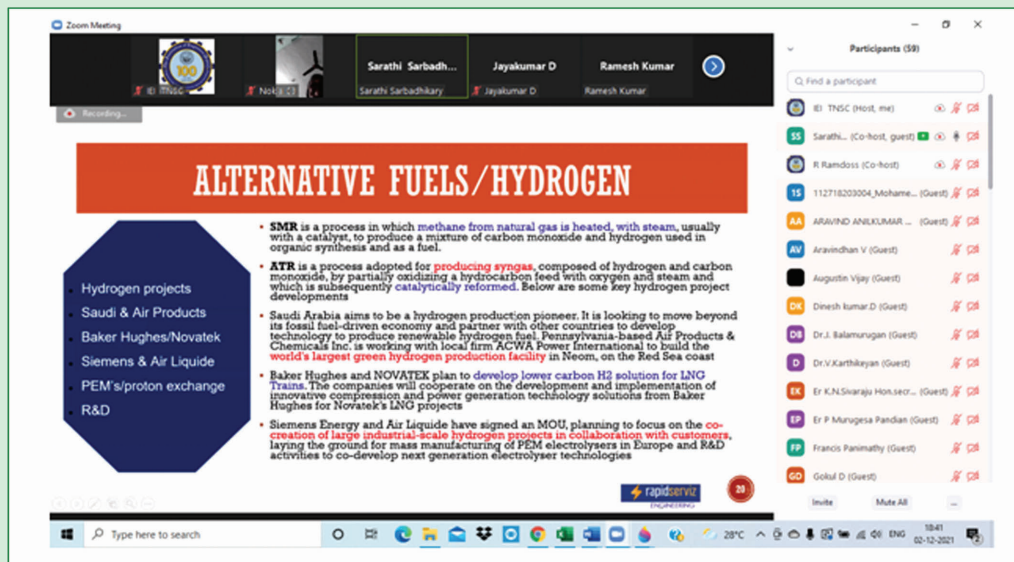 Zoom Meeting
100
Sarathi Sarbadh...
Jayakumar D
Ramesh Kumar
IEI TNSC
Nokia
Sarathi Sarbadhikary
Jayakumar D
Ramesh Kumar
Recording...
ALTERNATIVE FUELS/HYDROGEN
Hydrogen projects
Saudi & Air Products
Baker Hughes/Novatek
Siemens & Air Liquide
PEM's/proton exchange
R&D
• SMR is a process in which methane from natural gas is heated, with steam, usually
with a catalyst, to produce a mixture of carbon monoxide and hydrogen used in
organic synthesis and as a fuel.
• ATR is a process adopted for producing syngas, composed of hydrogen and carbon
monoxide, by partially oxidizing a hydrocarbon feed with oxygen and steam and
which is subsequently catalytically reformed. Below are some key hydrogen project
developments
• Saudi Arabia aims to be a hydrogen production pioneer. It is looking to move beyond
its fossil fuel-driven economy and partner with other countries to develop
technology to produce renewable hydrogen fuel. Pennsylvania-based Air Products &
Chemicals Inc. is working with local firm ACWA Power International to build the
world's largest green hydrogen production facility in Neom, on the Red Sea coast
• Baker Hughes and NOVATEK plan to develop lower carbon H2 solution for LNG
Trains. The companies will cooperate on the development and implementation of
innovative compression and power generation technology solutions from Baker
Hughes for Novatek's LNG projects
• Siemens Energy and Air Liquide have signed an MOU, planning to focus on the co-
creation of large industrial-scale hydrogen projects in collaboration with customers,
laying the ground for mass manufacturing of PEM electrolysers in Europe and R&D
activities to co-develop next generation electrolyser technologies
rapidserviz
ENGINEERING
20
Participants (59)
Find a participant
IEI TNSC (Host, me)
SS Sarathi... (Co-host, guest)
R Ramdoss (Co-host)
1S 112718203004_Mohame... (Guest)
AA ARAVIND ANILKUMAR ... (Guest)
AV Aravindhan V (Guest)
Augustin Vijay (Guest)
DK Dinesh kumar.D (Guest)
DB Dr.J. Balamurugan (Guest)
D Dr.V.Karthikeyan (Guest)
EK Er K.N.Sivaraju Hon.secr... (Guest)
EP Er P Murugesa Pandian (Guest)
FP Francis Panimathy (Guest)
GD Gokul D (Guest)
Invite
Mute All
...
Type here to search
28°C
ENG
18:41
02-12-2021